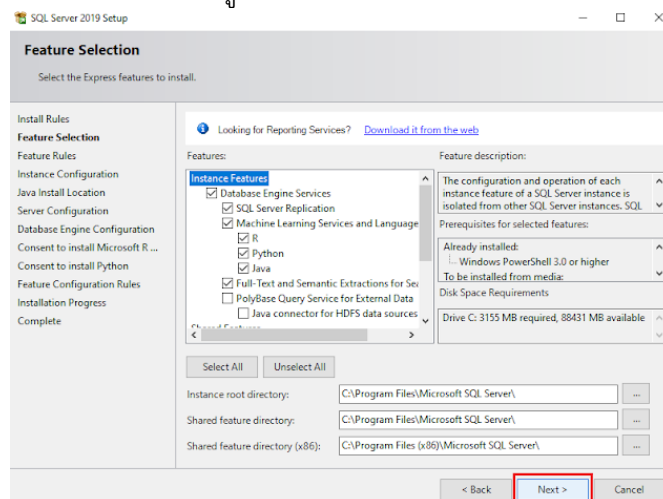 SQL Server 2019 Setup
Feature Selection
Select the Express features to install.
Install Rules
Feature Selection
Feature Rules
Instance Configuration
Java Install Location
Server Configuration
Database Engine Configuration
Consent to install Microsoft R ...
Consent to install Python
Feature Configuration Rules
Installation Progress
Complete
Looking for Reporting Services? Download it from the web
Features:
Instance Features
Database Engine Services
SQL Server Replication
Machine Learning Services and Language
R
Python
Java
Full-Text and Semantic Extractions for Sea
PolyBase Query Service for External Data
Java connector for HDFS data sources
Shared Features
Feature description:
The configuration and operation of each
instance feature of a SQL Server instance is
isolated from other SQL Server instances. SQL
Prerequisites for selected features:
Already installed:
Windows PowerShell 3.0 or higher
To be installed from media:
Disk Space Requirements
Drive C: 3155 MB required, 88431 MB available
Select All
Unselect All
Instance root directory:
C:\Program Files\Microsoft SQL Server\
...
Shared feature directory:
C:\Program Files\Microsoft SQL Server\
...
Shared feature directory (x86):
C:\Program Files (x86)\Microsoft SQL Server\
...
< Back
Next >
Cancel